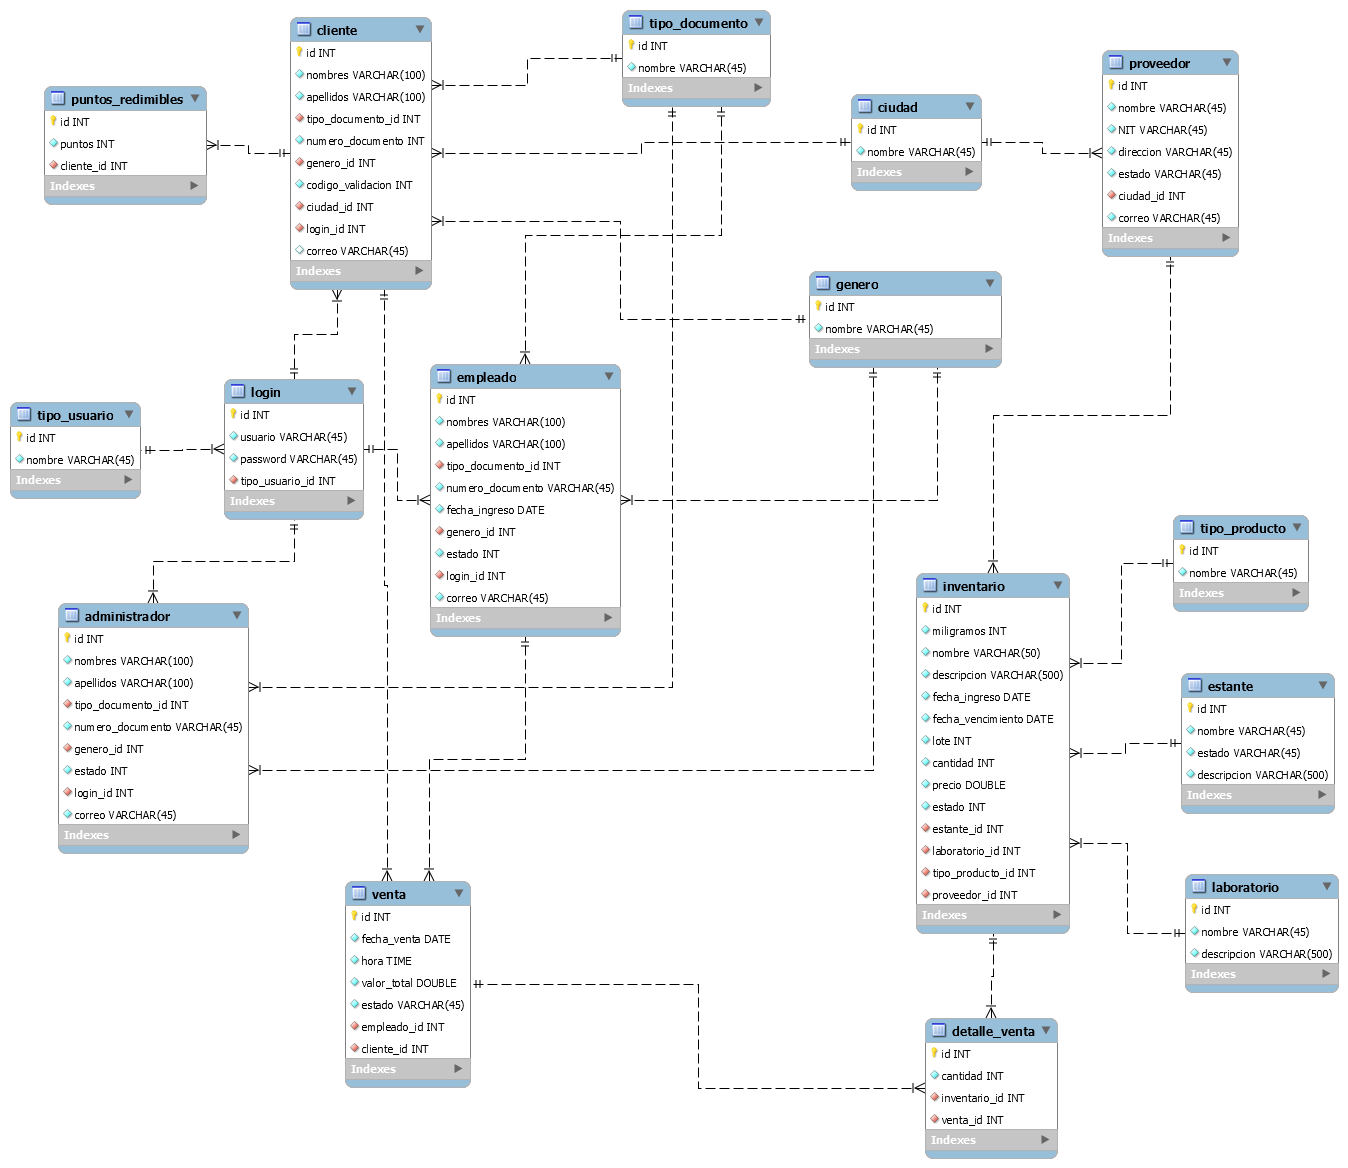 cliente
id INT
nombres VARCHAR(100)
apellidos VARCHAR(100)
tipo_documento_id INT
numero_documento INT
genero_id INT
codigo_validacion INT
ciudad_id INT
login_id INT
correo VARCHAR(45)
Indexes
tipo_documento
id INT
nombre VARCHAR(45)
Indexes
proveedor
id INT
nombre VARCHAR(45)
NIT VARCHAR(45)
direccion VARCHAR(45)
estado VARCHAR(45)
ciudad_id INT
correo VARCHAR(45)
Indexes
puntos_redimibles
id INT
puntos INT
cliente_id INT
Indexes
ciudad
id INT
nombre VARCHAR(45)
Indexes
genero
id INT
nombre VARCHAR(45)
Indexes
empleado
id INT
nombres VARCHAR(100)
apellidos VARCHAR(100)
tipo_documento_id INT
numero_documento VARCHAR(45)
fecha_ingreso DATE
genero_id INT
estado INT
login_id INT
correo VARCHAR(45)
Indexes
login
id INT
usuario VARCHAR(45)
password VARCHAR(45)
tipo_usuario_id INT
Indexes
tipo_usuario
id INT
nombre VARCHAR(45)
Indexes
tipo_producto
id INT
nombre VARCHAR(45)
Indexes
inventario
id INT
miligramos INT
nombre VARCHAR(50)
descripcion VARCHAR(500)
fecha_ingreso DATE
fecha_vencimiento DATE
lote INT
cantidad INT
precio DOUBLE
estado INT
estante_id INT
laboratorio_id INT
tipo_producto_id INT
proveedor_id INT
Indexes
administrador
id INT
nombres VARCHAR(100)
apellidos VARCHAR(100)
tipo_documento_id INT
numero_documento VARCHAR(45)
genero_id INT
estado INT
login_id INT
correo VARCHAR(45)
Indexes
estante
id INT
nombre VARCHAR(45)
estado VARCHAR(45)
descripcion VARCHAR(500)
Indexes
laboratorio
id INT
nombre VARCHAR(45)
descripcion VARCHAR(500)
Indexes
venta
id INT
fecha_venta DATE
hora TIME
valor_total DOUBLE
estado VARCHAR(45)
empleado_id INT
cliente_id INT
Indexes
detalle_venta
id INT
cantidad INT
inventario_id INT
venta_id INT
Indexes